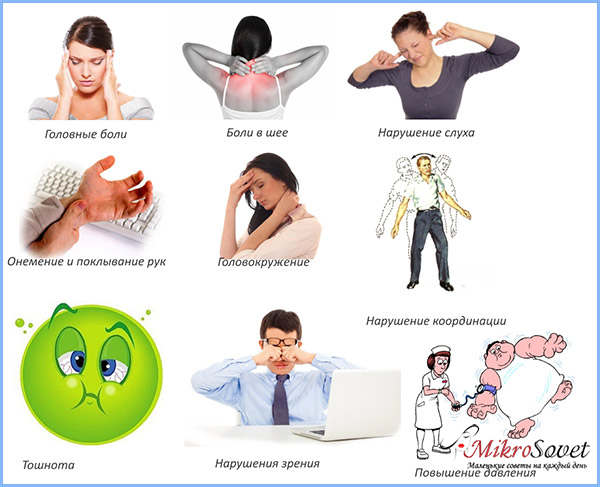 Головные боли
Боли в шее
Нарушение слуха
Онемение и поклывание рук
Головокружение
Нарушение координации
Тошнота
Нарушения зрения
MikroSovet
Маленькие советы на каждый день
Повышение давления